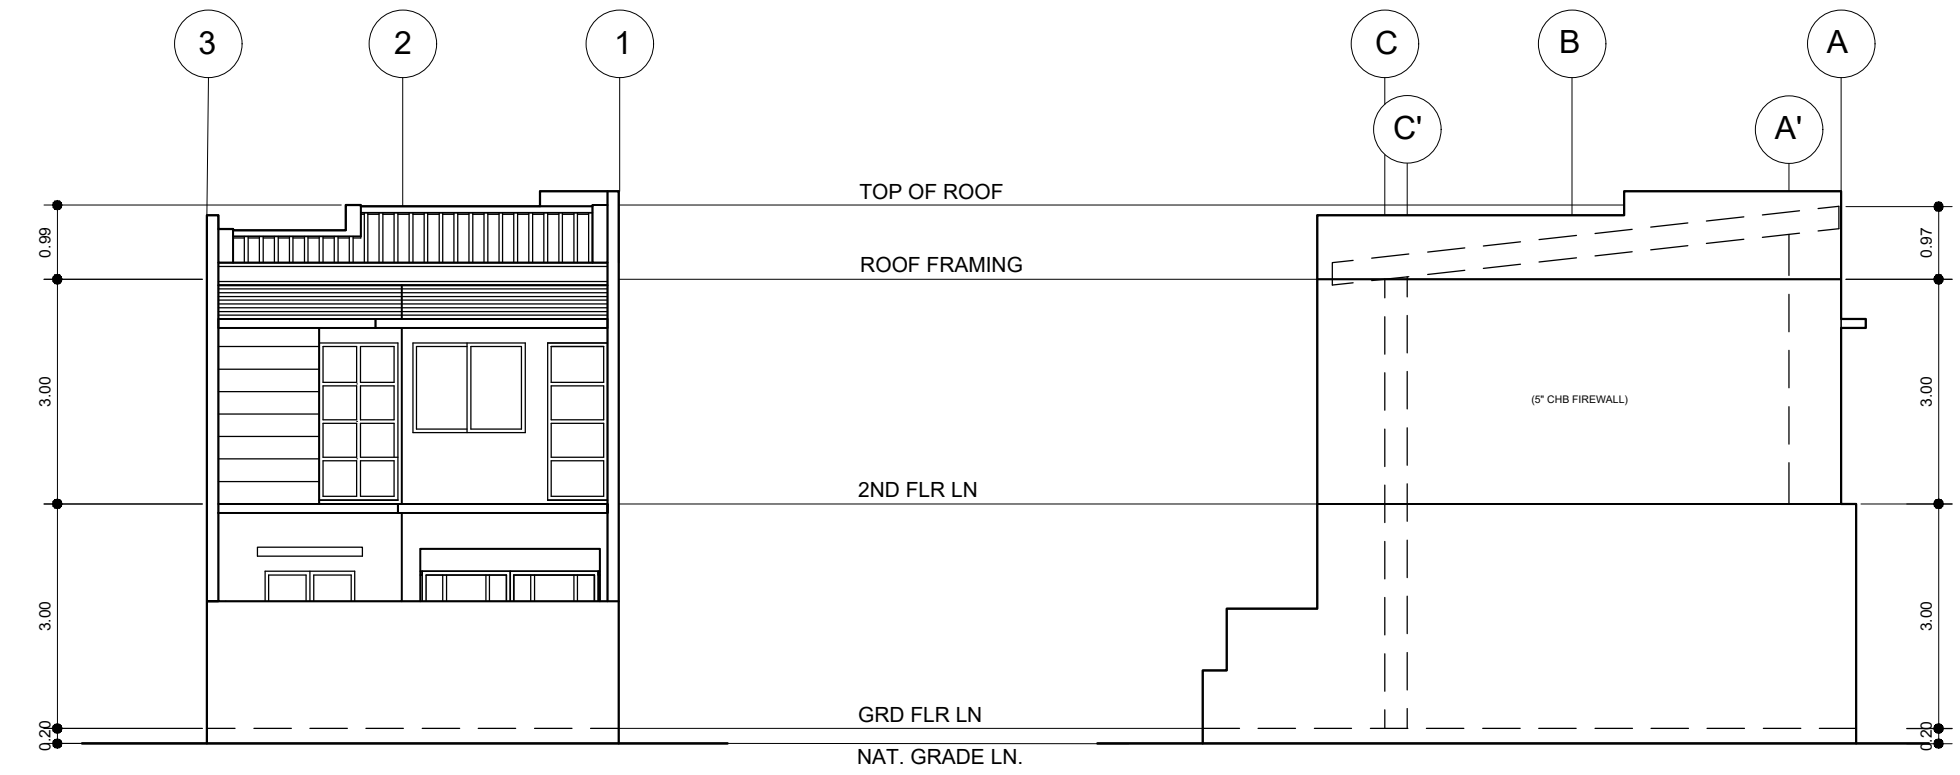 3
2
1
C
B
A
C'
A'
TOP OF ROOF
0.99
0.97
ROOF FRAMING
3.00
3.00
(5" CHB FIREWALL)
2ND FLR LN
3.00
3.00
GRD FLR LN
0.20
0.20
NAT. GRADE LN.